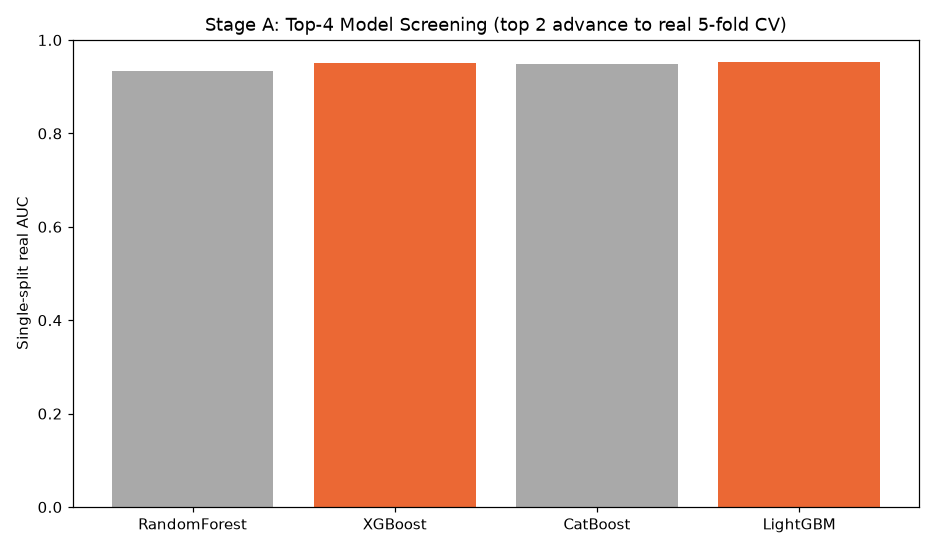 Stage A: Top-4 Model Screening (top 2 advance to real 5-fold CV)
Single-split real AUC
1.0
0.8
0.6
0.4
0.2
0.0
RandomForest
XGBoost
CatBoost
LightGBM